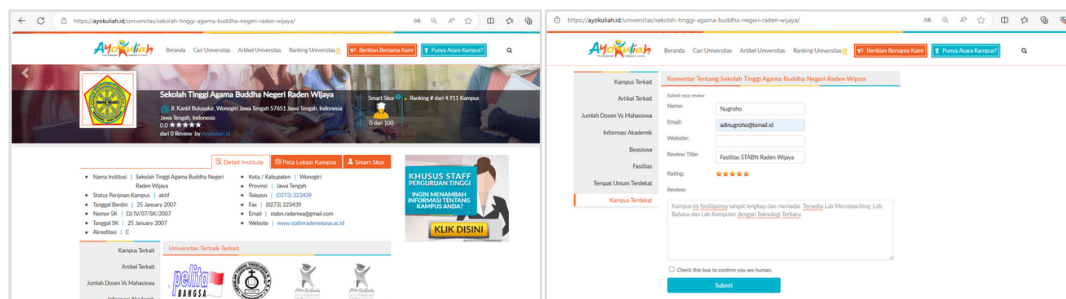 https://ayokuliah.id/universitas/sekolah-tinggi-agama-buddha-negeri-raden-wijaya/
AyoKuliah
Beranda Cari Universitas Artikel Universitas Ranking Universitas Beriklan Bersama Kami Punya Acara Kampus?
Sekolah Tinggi Agama Buddha Negeri Raden Wijaya
Jl. Kantil Bulusulur, Wonogiri Jawa Tengah 57651 Jawa Tengah, Indonesia
Jawa Tengah, Indonesia
0.0 ★★★★★
dari 0 Review by Ayokuliah.id
Smart Skor
0 dari 100
Ranking # dari 4.911 Kampus
Detail Institute Peta Lokasi Kampus Smart Skor
Nama Institusi | Sekolah Tinggi Agama Buddha Negeri
Raden Wijaya
Status Perijinan Kampus | aktif
Tanggal Berdiri | 25 January 2007
Nomor SK | DJ.IV/07/SK/2007
Tanggal SK | 25 January 2007
Akreditasi | C
Kota / Kabupaten | Wonogiri
Provinsi | Jawa Tengah
Telepon | (0273) 323439
Fax | (0273) 323439
Email | stabn.radenwa@gmail.com
Website | www.stabnradenwijaya.ac.id
KHUSUS STAFF
PERGURUAN TINGGI
INGIN MENAMBAH
INFORMASI TENTANG
KAMPUS ANDA?
KLIK DISINI
Kampus Terkait
Artikel Terkait
Jumlah Dosen Vs Mahasiswa
Informasi Akademik
Universitas Terbaik Terkait
pelita
BANGSA
https://ayokuliah.id/universitas/sekolah-tinggi-agama-buddha-negeri-raden-wijaya/
AyoKuliah
Beranda Cari Universitas Artikel Universitas Ranking Universitas Beriklan Bersama Kami Punya Acara Kampus?
Kampus Terkait
Artikel Terkait
Jumlah Dosen Vs Mahasiswa
Informasi Akademik
Beasiswa
Fasilitas
Tempat Umum Terdekat
Kampus Terdekat
Komentar Tentang Sekolah Tinggi Agama Buddha Negeri Raden Wijaya
Submit your review
Name: Nugroho
Email: adinugroho@tsmail.id
Website:
Review Title: Fasilitas STABN Raden Wijaya
Rating: ★★★★★
Review:
Kampus ini fasilitasnya sangat lengkap dan memadai. Tersedia Lab Microteaching, Lab.
Bahasa dan Lab Komputer dengan Teknologi Terbaru.
Check this box to confirm you are human.
Submit